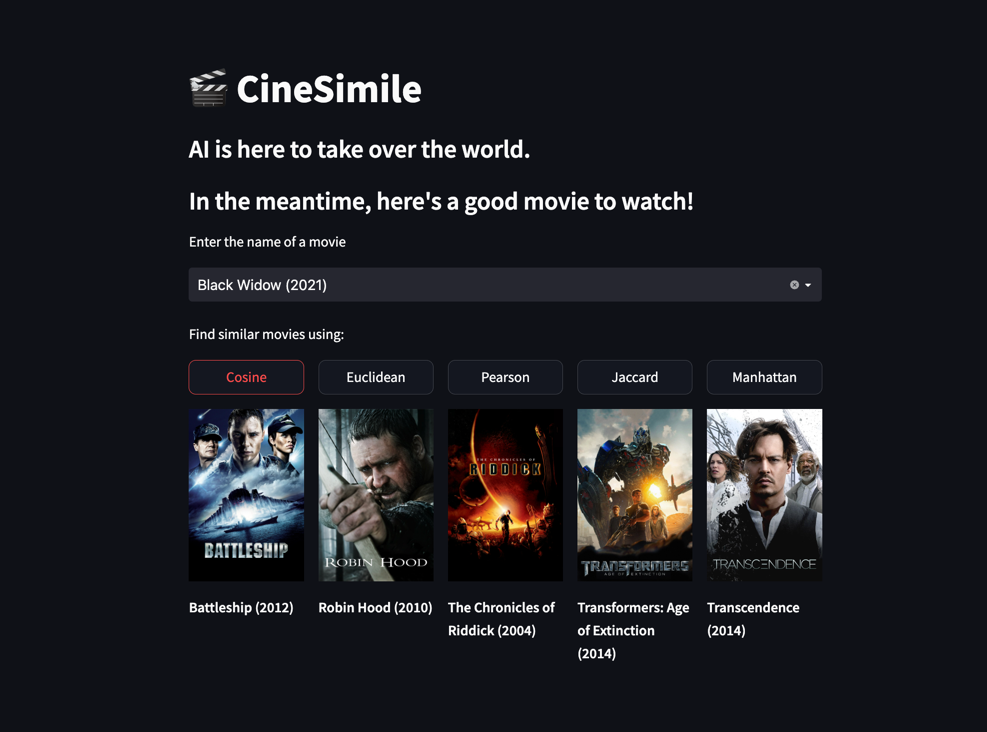 CineSimile
AI is here to take over the world.
In the meantime, here's a good movie to watch!
Enter the name of a movie
Black Widow (2021)
Find similar movies using:
Cosine
Euclidean
Pearson
Jaccard
Manhattan
BATTLESHIP
ROBIN HOOD
THE CHRONICLES OF
RIDDICK
TRANSFORMERS
AGE OF EXTINCTION
TRANSCENDENCE
Battleship (2012)
Robin Hood (2010)
The Chronicles of
Riddick (2004)
Transformers: Age
of Extinction
(2014)
Transcendence
(2014)